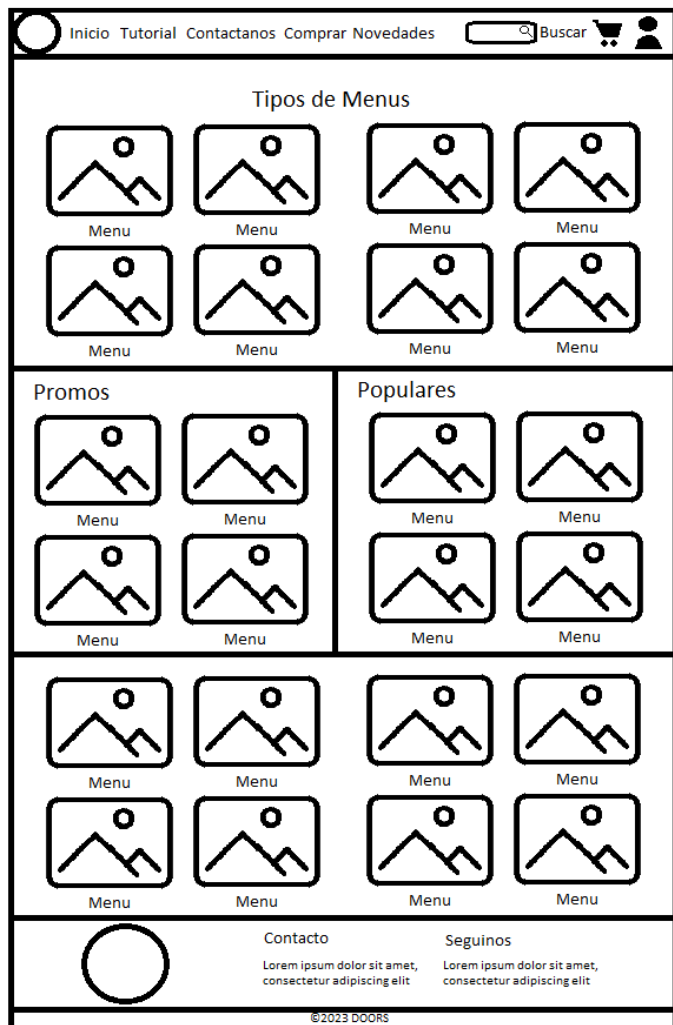 Inicio Tutorial Contactanos Comprar Novedades Buscar
Tipos de Menus
Menu Menu Menu Menu
Menu Menu Menu Menu
Promos
Menu Menu
Menu Menu
Populares
Menu Menu
Menu Menu
Menu Menu Menu Menu
Menu Menu Menu Menu
Contacto
Lorem ipsum dolor sit amet,
consectetur adipiscing elit
Seguinos
Lorem ipsum dolor sit amet,
consectetur adipiscing elit
©2023 DOORS